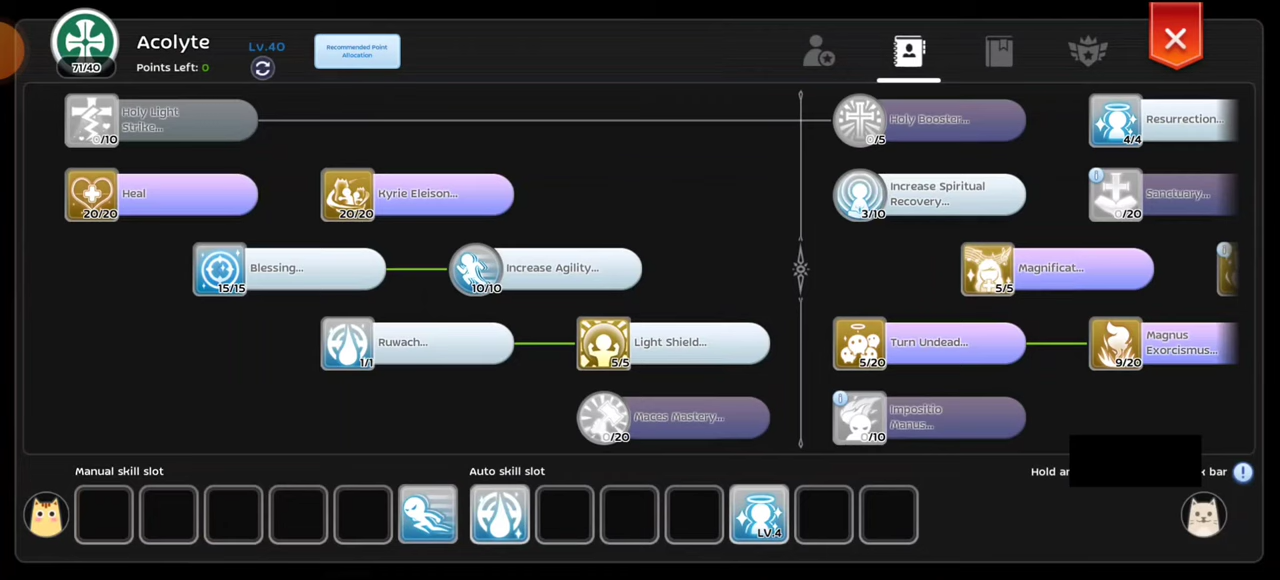 Acolyte
Lv.40
Recommended Point
Allocation
71/40
Points Left: 0
Holy Light
Strike...
0/10
Holy Booster...
0/5
Resurrection...
4/4
Heal
20/20
Kyrie Eleison...
20/20
Increase Spiritual
Recovery...
3/10
Sanctuary...
0/20
Blessing...
15/15
Increase Agility...
10/10
Magnificat...
5/5
Ruwach...
1/1
Light Shield...
5/5
Turn Undead...
5/20
Magnus
Exorcismus...
9/20
Maces Mastery...
0/20
Impositio
Manus...
0/10
Manual skill slot
Auto skill slot
Hold
bar
LV.4